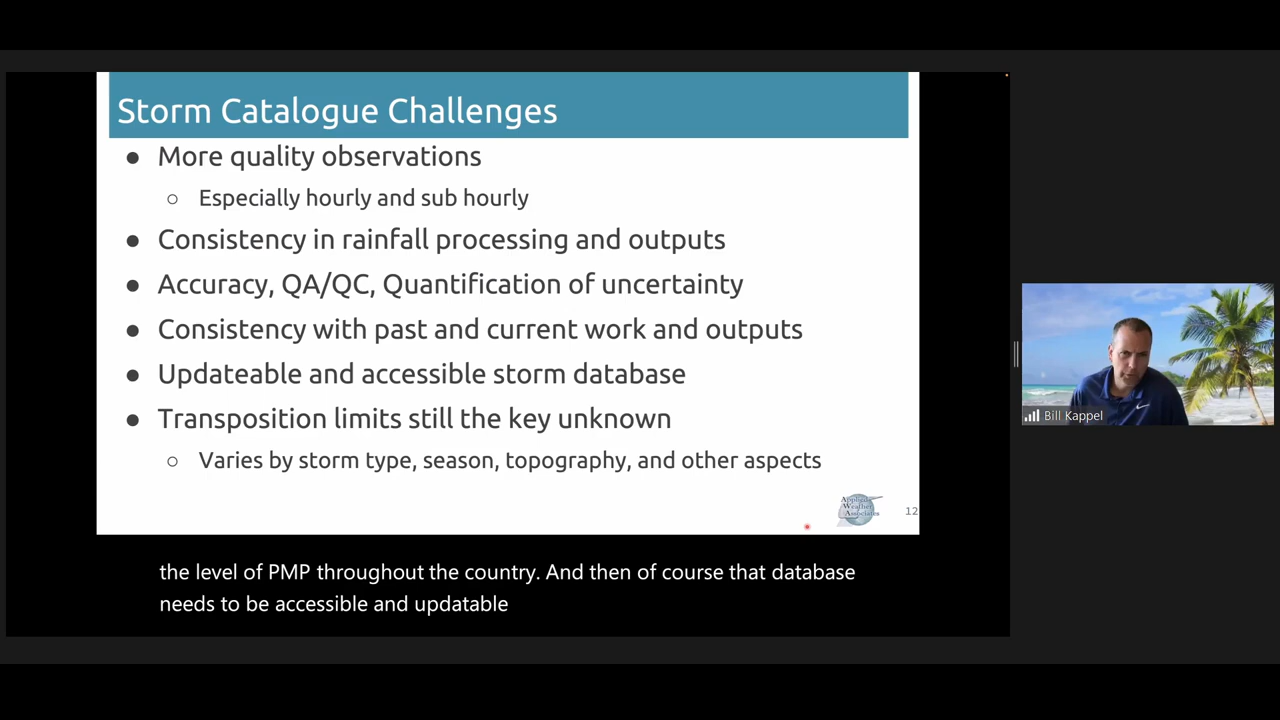 Storm Catalogue Challenges
● More quality observations
○ Especially hourly and sub hourly
● Consistency in rainfall processing and outputs
● Accuracy, QA/QC, Quantification of uncertainty
● Consistency with past and current work and outputs
● Updateable and accessible storm database
● Transposition limits still the key unknown
○ Varies by storm type, season, topography, and other aspects
Applied
Weather
Associates
12
the level of PMP throughout the country. And then of course that database
needs to be accessible and updatable
Bill Kappel